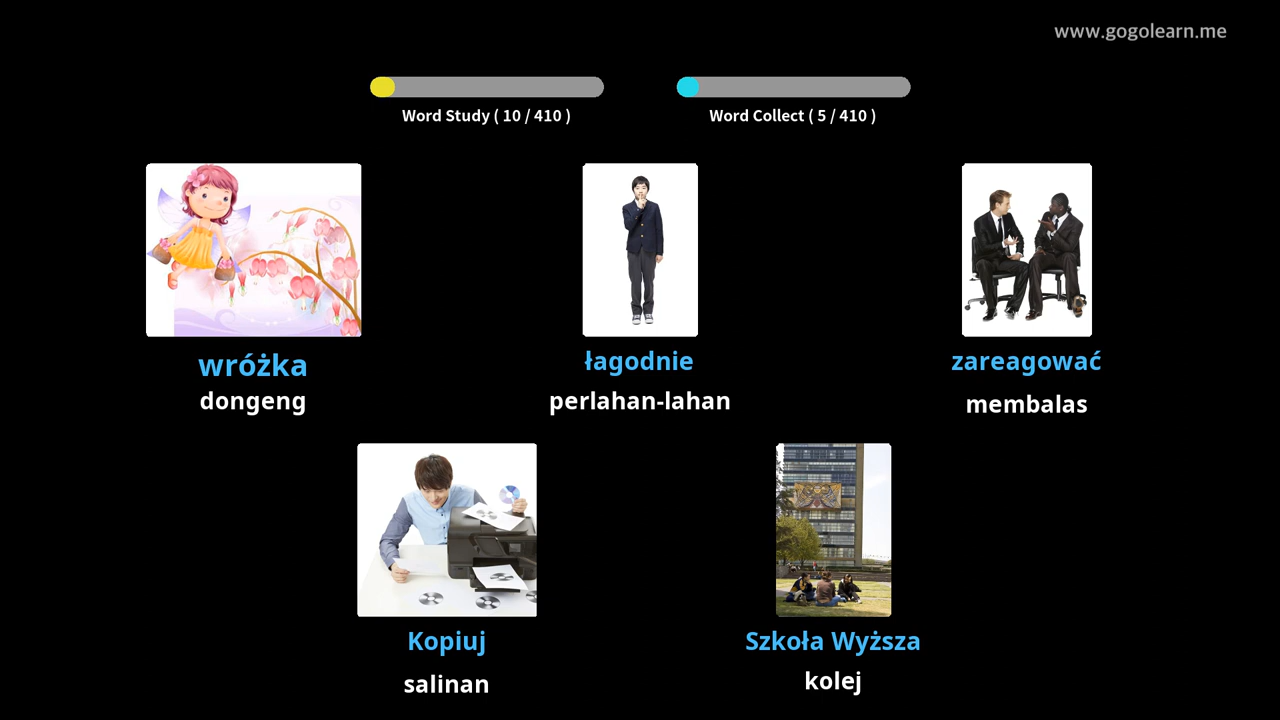 www.gogolearn.me
Word Study ( 10 / 410 )
Word Collect ( 5 / 410 )
wróżka
dongeng
łagodnie
perlahan-lahan
zareagować
membalas
Kopiuj
salinan
Szkoła Wyższa
kolej